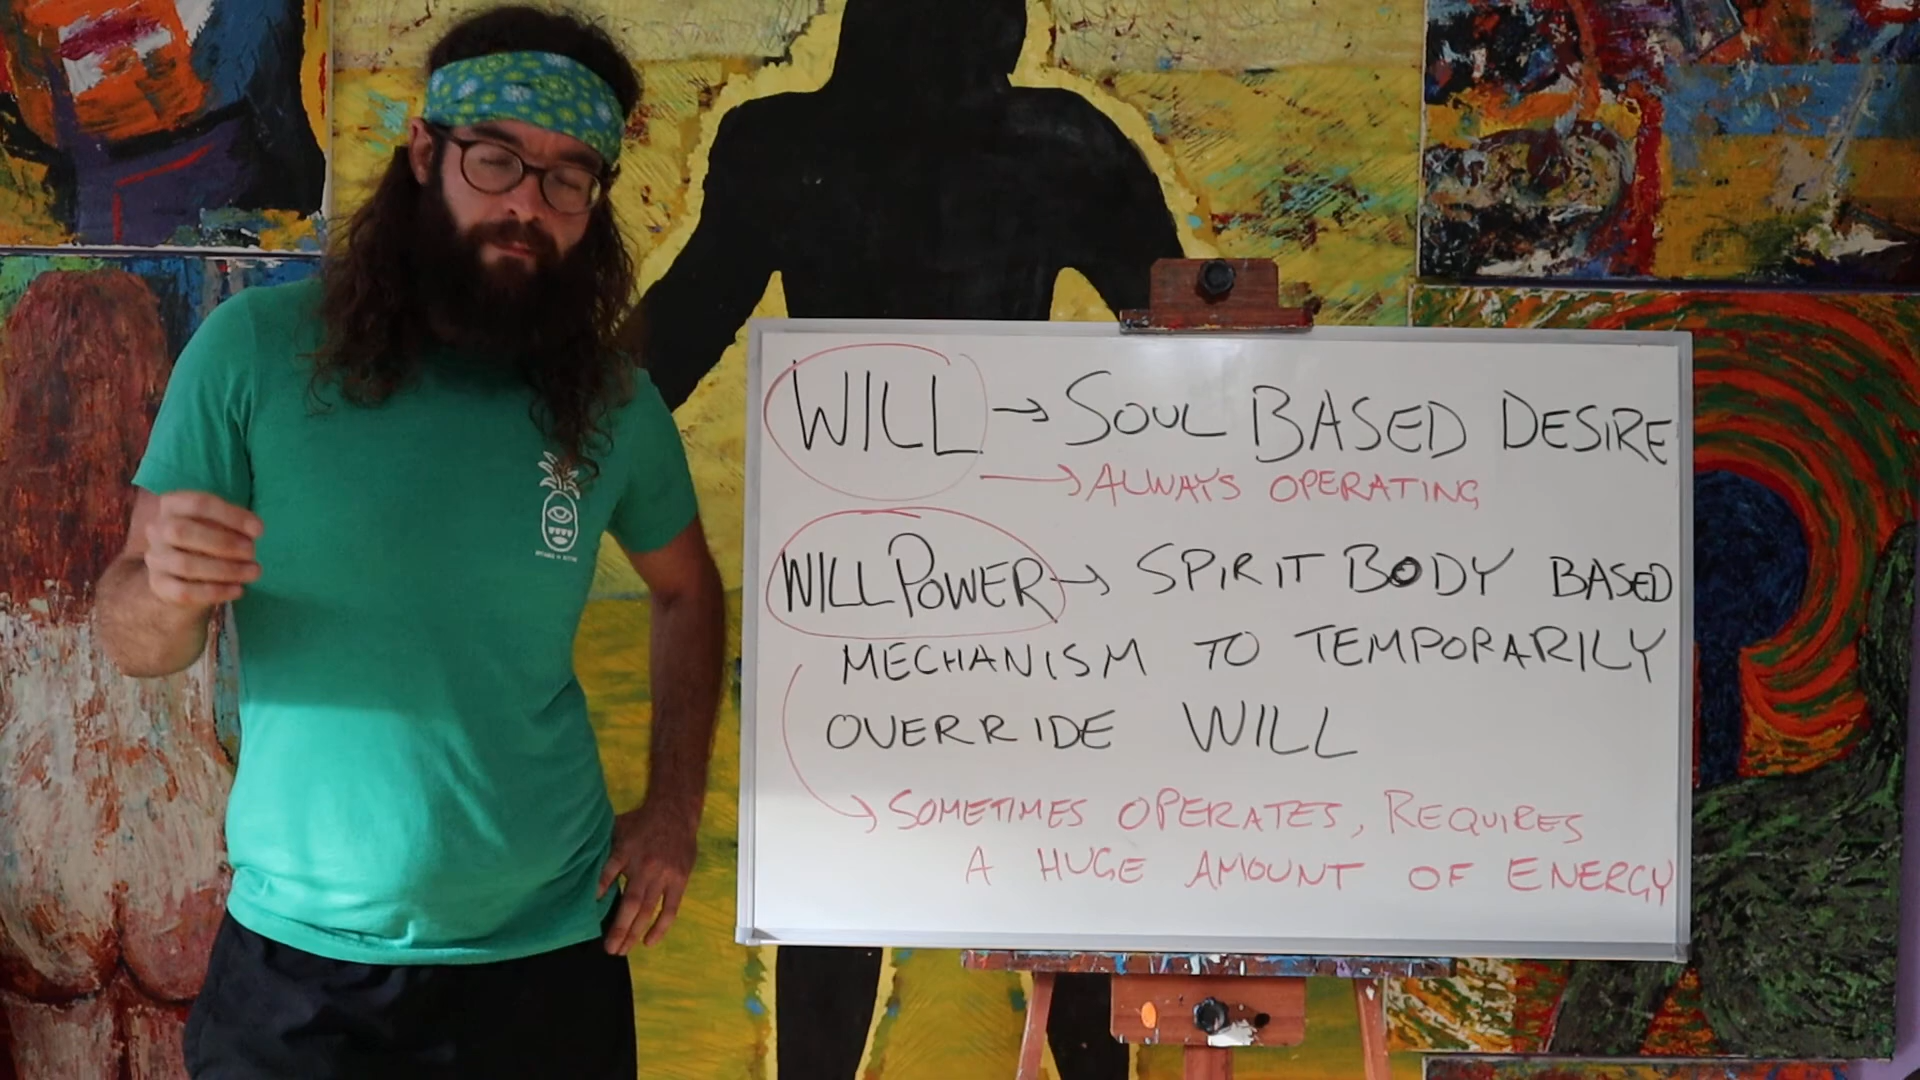 WILL → SOUL BASED DESIRE
→ ALWAYS OPERATING
WILLPOWER → SPIRIT BODY BASED
MECHANISM TO TEMPORARILY
OVERRIDE WILL
→ SOMETIMES OPERATES, REQUIRES
A HUGE AMOUNT OF ENERGY